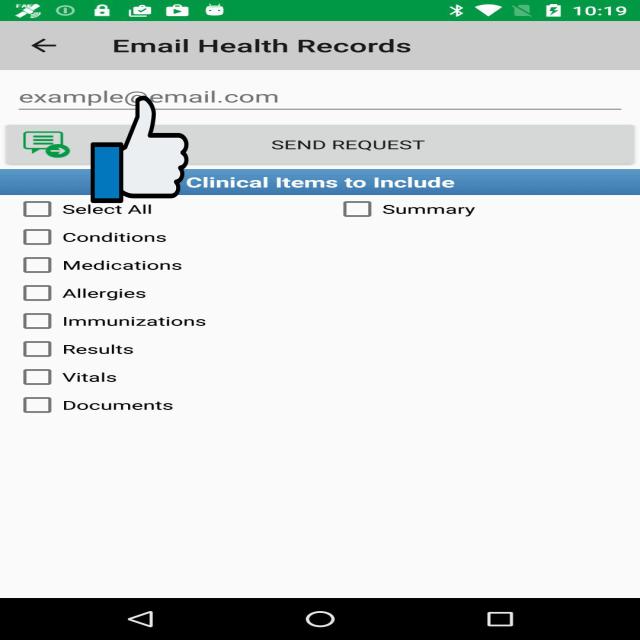 10:19
Email Health Records
example@email.com
SEND REQUEST
Clinical Items to Include
Select All
Summary
Conditions
Medications
Allergies
Immunizations
Results
Vitals
Documents